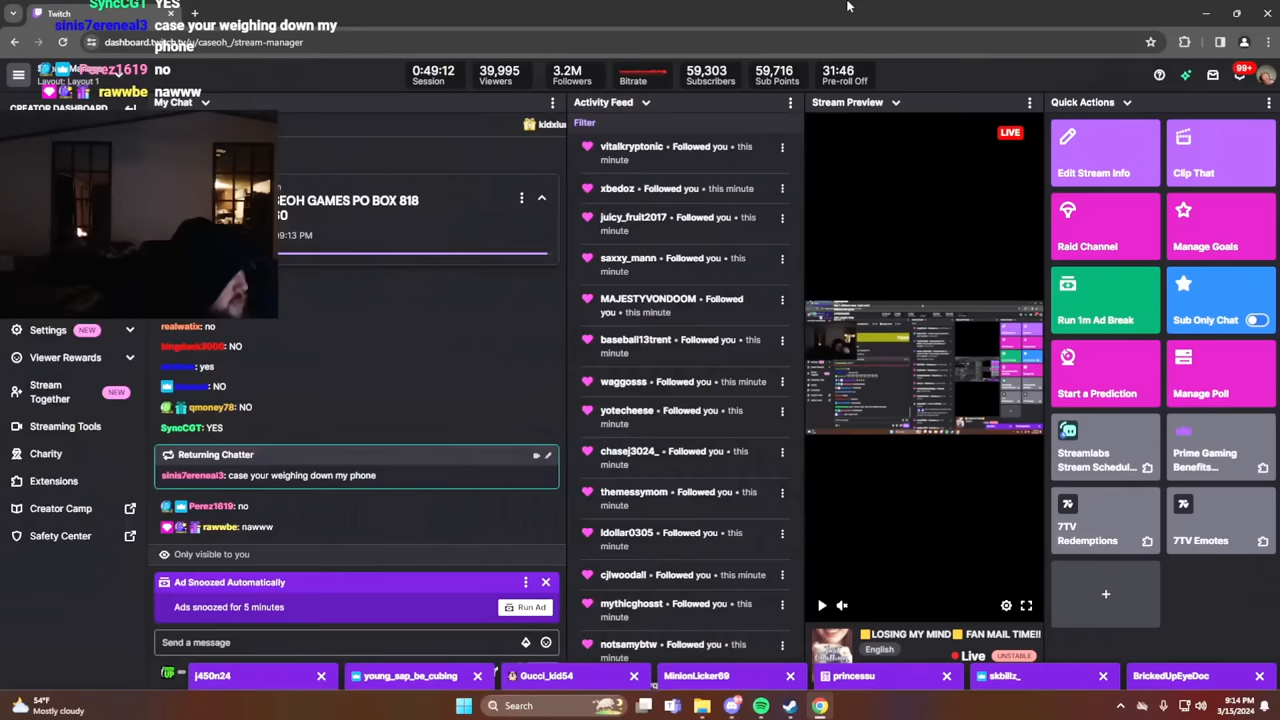 Twitch
SyncCGT YES
sinis7ereneal3 case your weighing down my
phone
dashboard.twitch.tv/u/caseoh_/stream-manager
Perez1619 no
Layout: Layout 1
rawwbe nawww
CREATOR DASHBOARD
0:49:12
Session
39,995
Viewers
3.2M
Followers
Bitrate
59,303
Subscribers
59,716
Sub Points
31:46
Pre-roll Off
99+
My Chat
Activity Feed
Stream Preview
Quick Actions
Filter
EOH GAMES PO BOX 818
09:13 PM
Settings NEW
Viewer Rewards
Stream
Together
NEW
Streaming Tools
Charity
Extensions
Creator Camp
Safety Center
realwatix: no
kingduck3000: NO
yes
NO
qmoney78: NO
SyncCGT: YES
Returning Chatter
sinis7ereneal3: case your weighing down my phone
Perez1619: no
rawwbe: nawww
Only visible to you
Ad Snoozed Automatically
Ads snoozed for 5 minutes
Run Ad
Send a message
vitalkryptonic • Followed you • this
minute
xbedoz • Followed you • this minute
juicy_fruit2017 • Followed you • this
minute
saxxy_mann • Followed you • this
minute
MAJESTYVONDOOM • Followed
you • this minute
Followed you • this
minute
Followed you • this minute
Followed you • this
minute
chasej3024_ • Followed you • this
minute
themessymom • Followed you • this
minute
ldollar0305 • Followed you • this
minute
cjlwoodall • Followed you • this minute
mythicghosst • Followed you • this
minute
notsamybtw • Followed you • this
minute
LIVE
LOSING MY MIND FAN MAIL TIME!!
English
Live UNSTABLE
Edit Stream Info
Clip That
Raid Channel
Manage Goals
Run 1m Ad Break
Sub Only Chat
Start a Prediction
Manage Poll
Streamlabs
Stream Schedul...
Prime Gaming
Benefits...
7TV
Redemptions
7TV Emotes
j450n24
young_sap_be_cubing
Gucci_kid54
MinionLicker69
princessu
skbillz_
BrickedUpEyeDoc
54°F
Mostly cloudy
Search
9:14 PM
3/15/2024